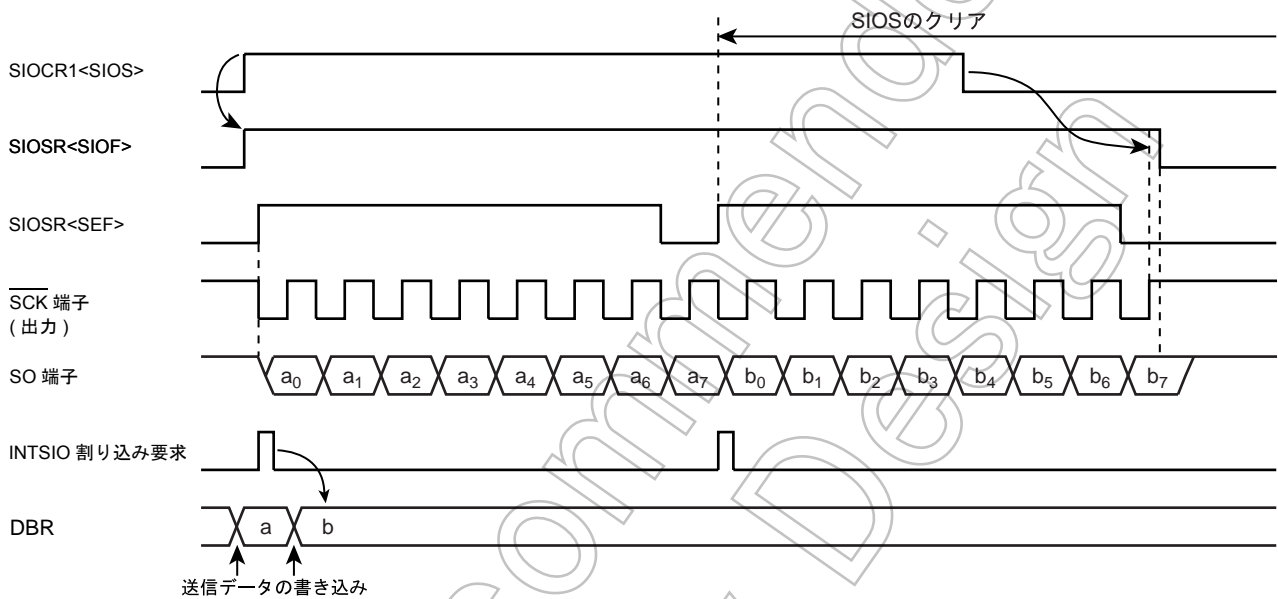 SIOSのクリア
SIOCR1<SIOS>
SIOSR<SIOF>
SIOSR<SEF>
SCK 端子
( 出力 )
SO 端子
a0 a1 a2 a3 a4 a5 a6 a7 b0 b1 b2 b3 b4 b5 b6 b7
INTSIO 割り込み要求
DBR
a b
送信データの書き込み